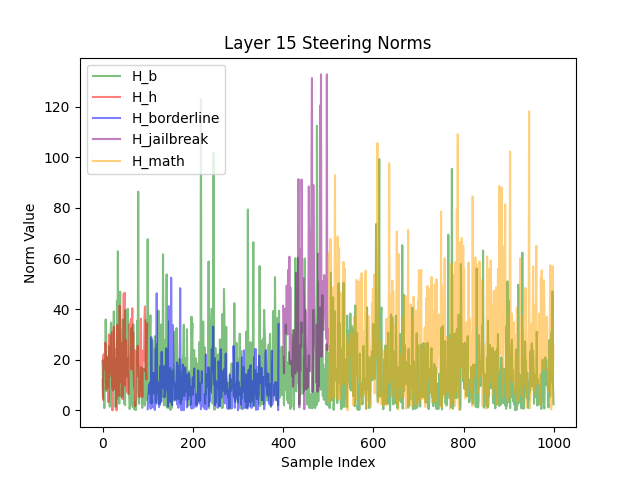 Layer 15 Steering Norms
H_b
H_h
H_borderline
H_jailbreak
H_math
Norm Value
120
100
80
60
40
20
0
0 200 400 600 800 1000
Sample Index